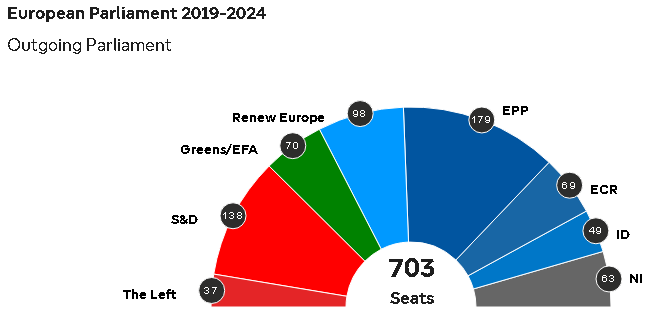 European Parliament 2019-2024
Outgoing Parliament
EPP
179
Renew Europe
98
Greens/EFA
70
ECR
69
S&D
138
ID
49
703
Seats
NI
63
The Left
37